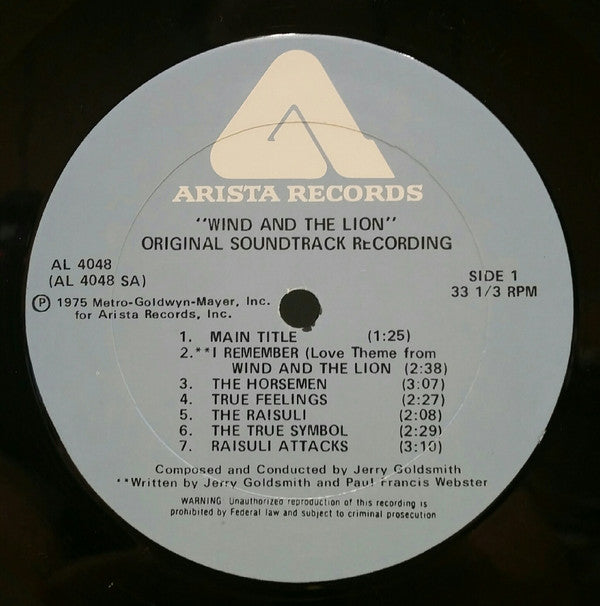 ARISTA RECORDS
"WIND AND THE LION"
ORIGINAL SOUNDTRACK RECORDING
AL 4048
(AL 4048 SA)
Ⓟ 1975 Metro-Goldwyn-Mayer, Inc.
for Arista Records, Inc.
SIDE 1
33 1/3 RPM
1. MAIN TITLE (1:25)
2.**I REMEMBER (Love Theme from
WIND AND THE LION (2:38)
3. THE HORSEMEN (3:07)
4. TRUE FEELINGS (2:27)
5. THE RAISULI (2:08)
6. THE TRUE SYMBOL (2:29)
7. RAISULI ATTACKS (3:10)
Composed and Conducted by Jerry Goldsmith
**Written by Jerry Goldsmith and Paul Francis Webster
WARNING Unauthorized reproduction of this recording is
prohibited by Federal law and subject to criminal prosecution